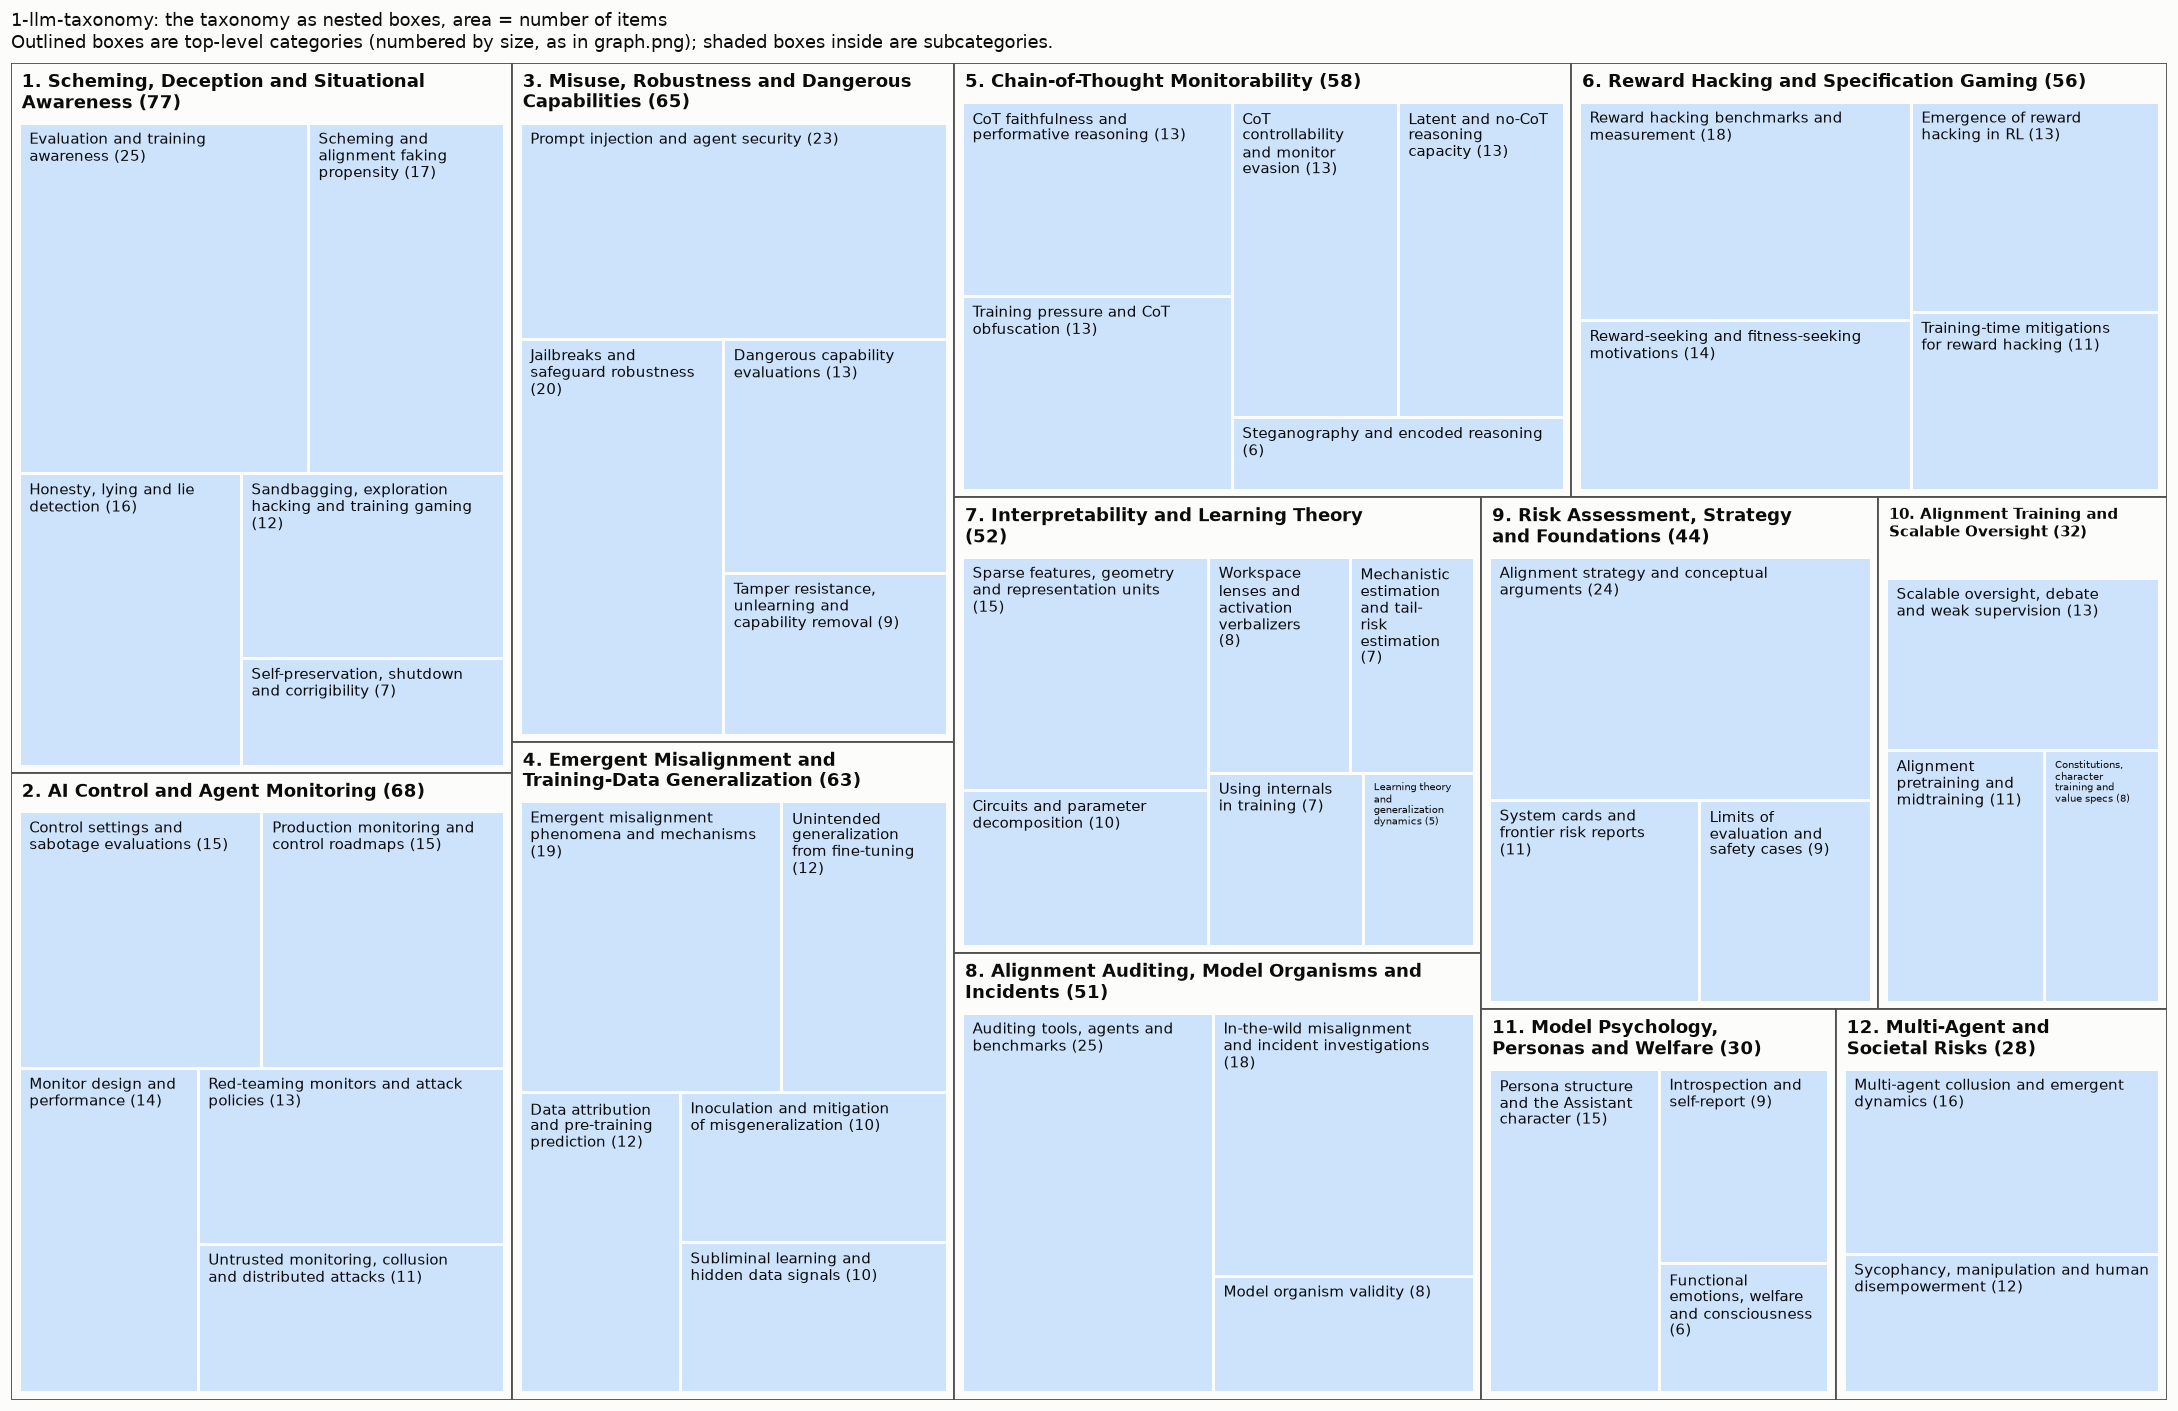 1-llm-taxonomy: the taxonomy as nested boxes, area = number of items
Outlined boxes are top-level categories (numbered by size, as in graph.png); shaded boxes inside are subcategories.
1. Scheming, Deception and Situational
Awareness (77)
Evaluation and training
awareness (25)
Scheming and
alignment faking
propensity (17)
Honesty, lying and lie
detection (16)
Sandbagging, exploration
hacking and training gaming
(12)
Self-preservation, shutdown
and corrigibility (7)
2. AI Control and Agent Monitoring (68)
Control settings and
sabotage evaluations (15)
Production monitoring and
control roadmaps (15)
Monitor design and
performance (14)
Red-teaming monitors and attack
policies (13)
Untrusted monitoring, collusion
and distributed attacks (11)
3. Misuse, Robustness and Dangerous
Capabilities (65)
Prompt injection and agent security (23)
Jailbreaks and
safeguard robustness
(20)
Dangerous capability
evaluations (13)
Tamper resistance,
unlearning and
capability removal (9)
4. Emergent Misalignment and
Training-Data Generalization (63)
Emergent misalignment
phenomena and mechanisms
(19)
Unintended
generalization
from fine-tuning
(12)
Data attribution
and pre-training
prediction (12)
Inoculation and mitigation
of misgeneralization (10)
Subliminal learning and
hidden data signals (10)
5. Chain-of-Thought Monitorability (58)
CoT faithfulness and
performative reasoning (13)
CoT
controllability
and monitor
evasion (13)
Latent and no-CoT
reasoning
capacity (13)
Training pressure and CoT
obfuscation (13)
Steganography and encoded reasoning
(6)
6. Reward Hacking and Specification Gaming (56)
Reward hacking benchmarks and
measurement (18)
Emergence of reward
hacking in RL (13)
Reward-seeking and fitness-seeking
motivations (14)
Training-time mitigations
for reward hacking (11)
7. Interpretability and Learning Theory
(52)
Sparse features, geometry
and representation units
(15)
Workspace
lenses and
activation
verbalizers
(8)
Mechanistic
estimation
and tail-
risk
estimation
(7)
Circuits and parameter
decomposition (10)
Using internals
in training (7)
Learning theory
and
generalization
dynamics (5)
8. Alignment Auditing, Model Organisms and
Incidents (51)
Auditing tools, agents and
benchmarks (25)
In-the-wild misalignment
and incident investigations
(18)
Model organism validity (8)
9. Risk Assessment, Strategy
and Foundations (44)
Alignment strategy and conceptual
arguments (24)
System cards and
frontier risk reports
(11)
Limits of
evaluation and
safety cases (9)
10. Alignment Training and
Scalable Oversight (32)
Scalable oversight, debate
and weak supervision (13)
Alignment
pretraining and
midtraining (11)
Constitutions,
character
training and
value specs (8)
11. Model Psychology,
Personas and Welfare (30)
Persona structure
and the Assistant
character (15)
Introspection and
self-report (9)
Functional
emotions, welfare
and consciousness
(6)
12. Multi-Agent and
Societal Risks (28)
Multi-agent collusion and emergent
dynamics (16)
Sycophancy, manipulation and human
disempowerment (12)